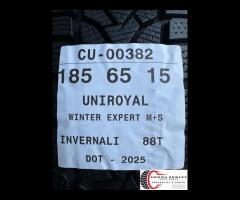 CU-00382
185 65 15
UNIROYAL
WINTER EXPERT M+S
INVERNALI 88T
DOT - 2025